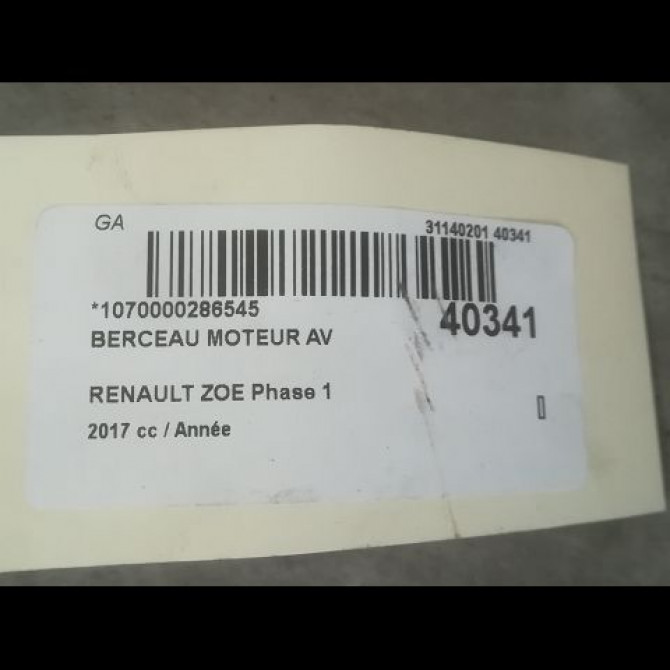 GA
31140201 40341
*1070000286545
40341
BERCEAU MOTEUR AV
RENAULT ZOE Phase 1
2017 cc / Année